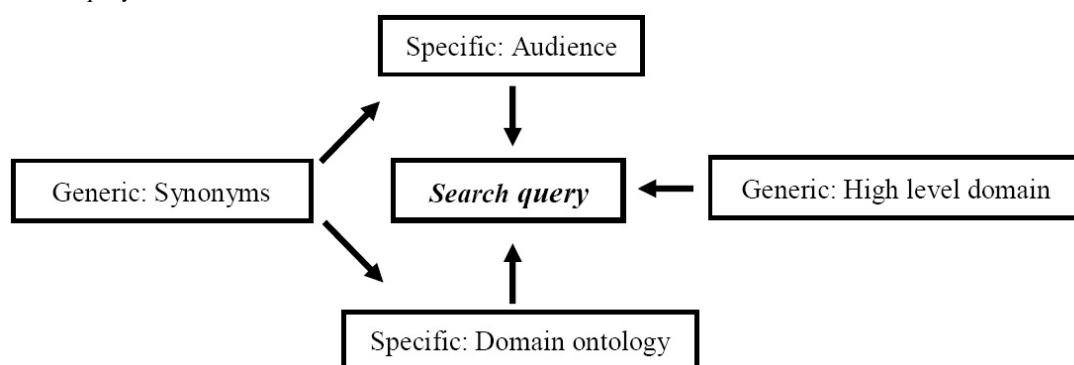 Specific: Audience
Generic: Synonyms
Search query
Generic: High level domain
Specific: Domain ontology